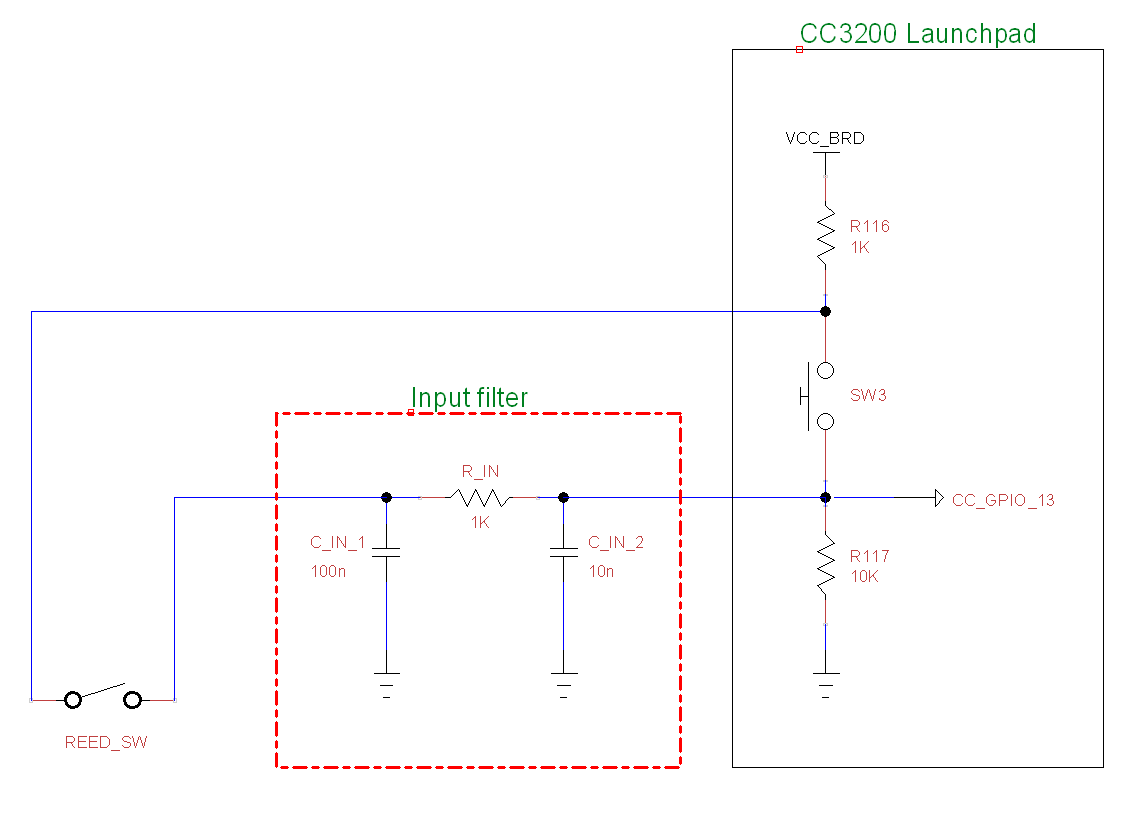 CC3200 Launchpad
VCC_BRD
R116
1K
Input filter
SW3
R_IN
1K
CC_GPIO_13
C_IN_1
100n
C_IN_2
10n
R117
10K
REED_SW